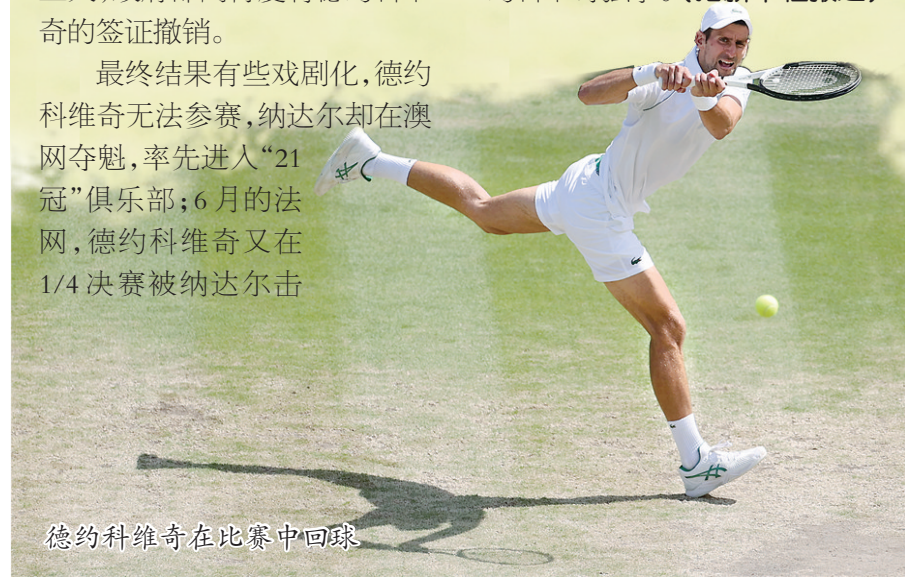 奇的签证撤销。
最终结果有些戏剧化,德约
科维奇无法参赛,纳达尔却在澳
网夺魁,率先进入“21
冠”俱乐部;6月的法
网,德约科维奇又在
1/4决赛被纳达尔击
德约科维奇在比赛中回球